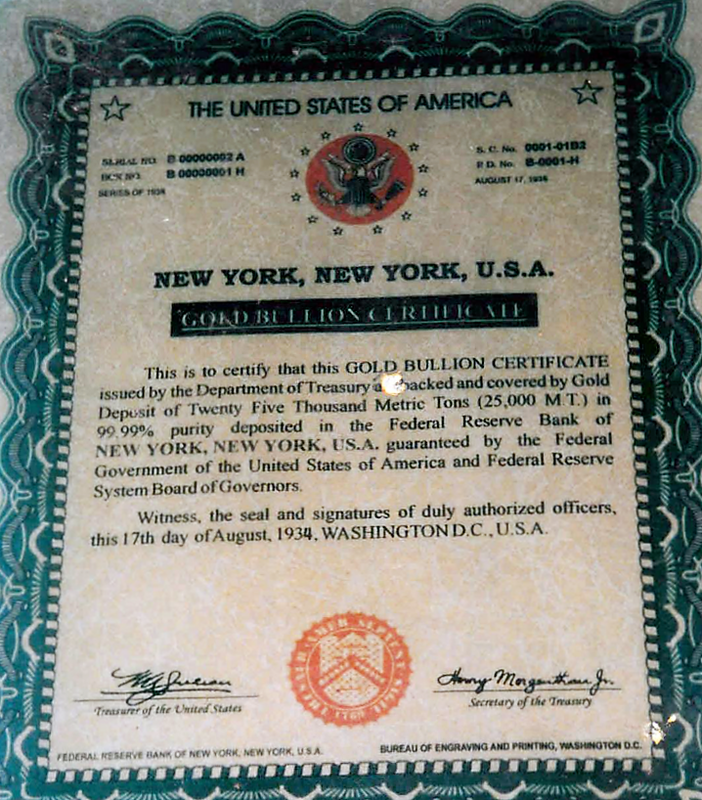 THE UNITED STATES OF AMERICA
SERIAL NO. B 00000002 A
BCN NO. B 00000001 H
SERIES OF 1934
S. C. No. 0001-01B2
P. D. No. B-0001-H
AUGUST 17, 1934
NEW YORK, NEW YORK, U.S.A.
GOLD BULLION CERTIFICATE
This is to certify that this GOLD BULLION CERTIFICATE
issued by the Department of Treasury backed and covered by Gold
Deposit of Twenty Five Thousand Metric Tons (25,000 M.T.) in
99.99% purity deposited in the Federal Reserve Bank of
NEW YORK, NEW YORK, U.S.A. guaranteed by the Federal
Government of the United States of America and Federal Reserve
System Board of Governors.
Witness, the seal and signatures of duly authorized officers,
this 17th day of August, 1934, WASHINGTON D.C., U.S.A.
1789
Henry Morgenthau Jr.
Treasurer of the United States
Secretary of the Treasury
FEDERAL RESERVE BANK OF NEW YORK, NEW YORK, U.S.A.
BUREAU OF ENGRAVING AND PRINTING, WASHINGTON D.C.